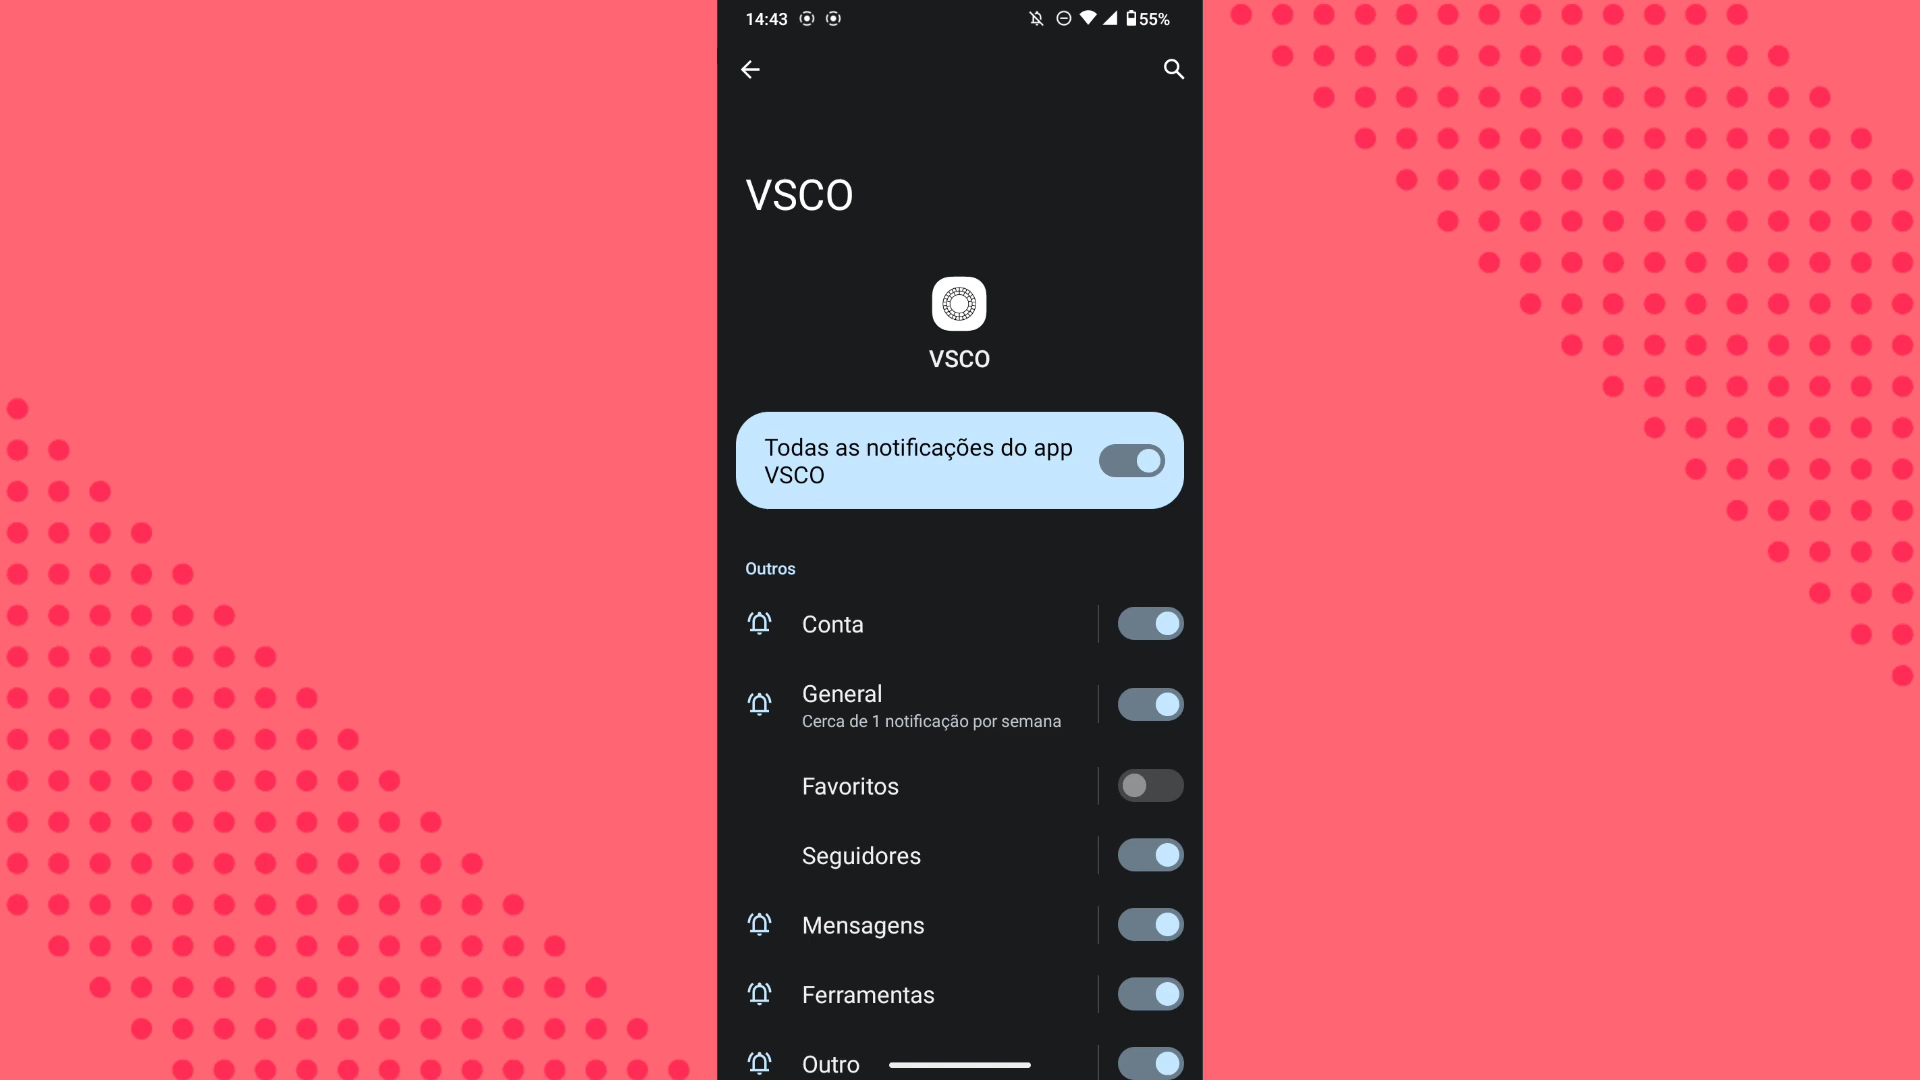 14:43
55%
VSCO
VSCO
Todas as notificações do app
VSCO
Outros
Conta
General
Cerca de 1 notificação por semana
Favoritos
Seguidores
Mensagens
Ferramentas
Outro